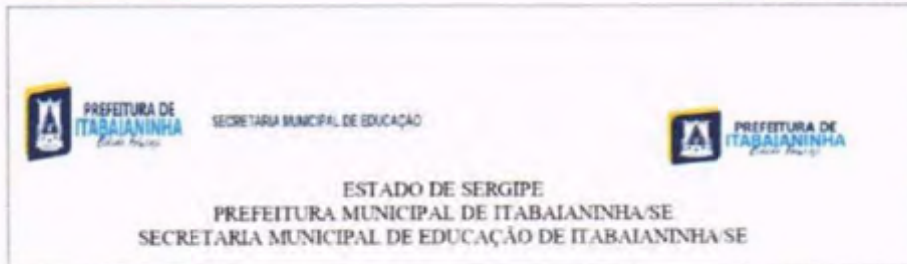 PREFEITURA DE
ITABAIANINHA
SECRETARIA MUNICIPAL DE EDUCAÇÃO
PREFEITURA DE
ITABAIANINHA
ESTADO DE SERGIPE
PREFEITURA MUNICIPAL DE ITABAIANINHA/SE
SECRETARIA MUNICIPAL DE EDUCAÇÃO DE ITABAIANINHA/SE